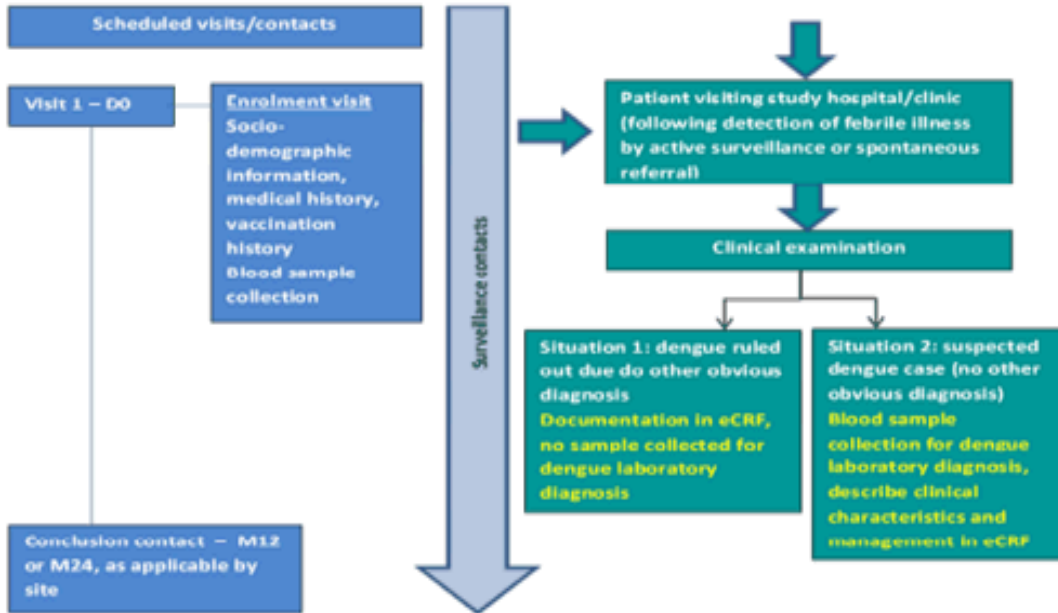 Scheduled visits/contacts
Visit 1 – D0
Enrolment visit
Socio-
demographic
information,
medical history,
vaccination
history
Blood sample
collection
Conclusion contact – M12
or M24, as applicable by
site
Surveillance contacts
Patient visiting study hospital/clinic
(following detection of febrile illness
by active surveillance or spontaneous
referral)
Clinical examination
Situation 1: dengue ruled
out due do other obvious
diagnosis
Documentation in eCRF,
no sample collected for
dengue laboratory
diagnosis
Situation 2: suspected
dengue case (no other
obvious diagnosis)
Blood sample
collection for dengue
laboratory diagnosis,
describe clinical
characteristics and
management in eCRF